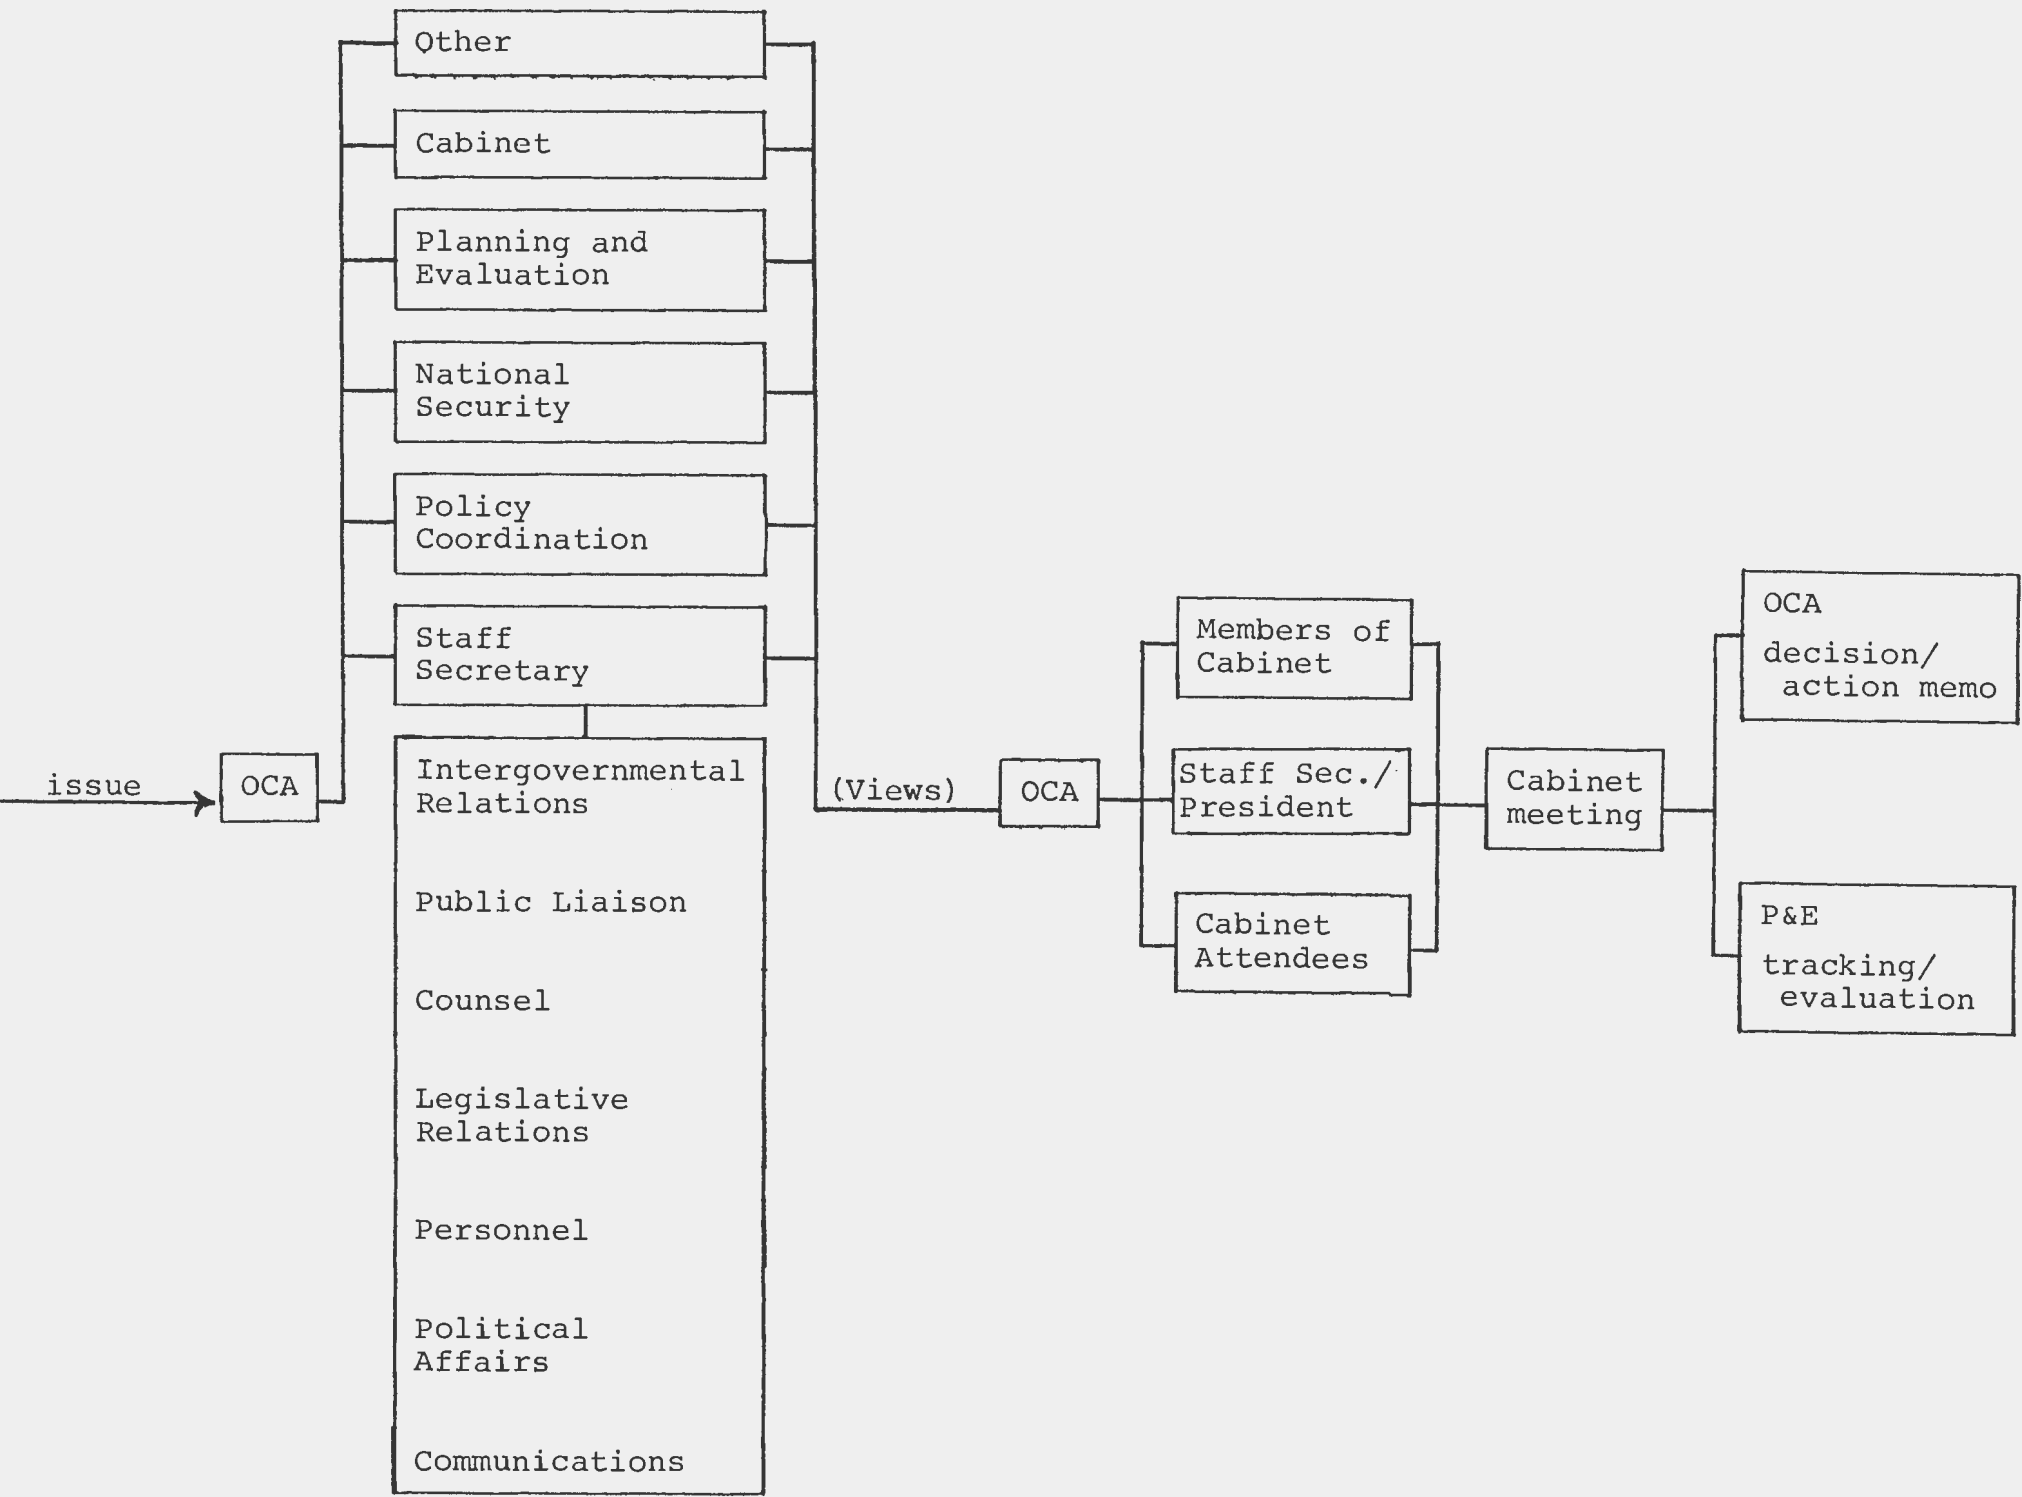 Other
Cabinet
Planning and
Evaluation
National
Security
Policy
Coordination
Staff
Secretary
issue
OCA
Intergovernmental
Relations
Public Liaison
Counsel
Legislative
Relations
Personnel
Political
Affairs
Communications
(Views)
OCA
Members of
Cabinet
Staff Sec./
President
Cabinet
Attendees
Cabinet
meeting
OCA
decision/
action memo
P&E
tracking/
evaluation